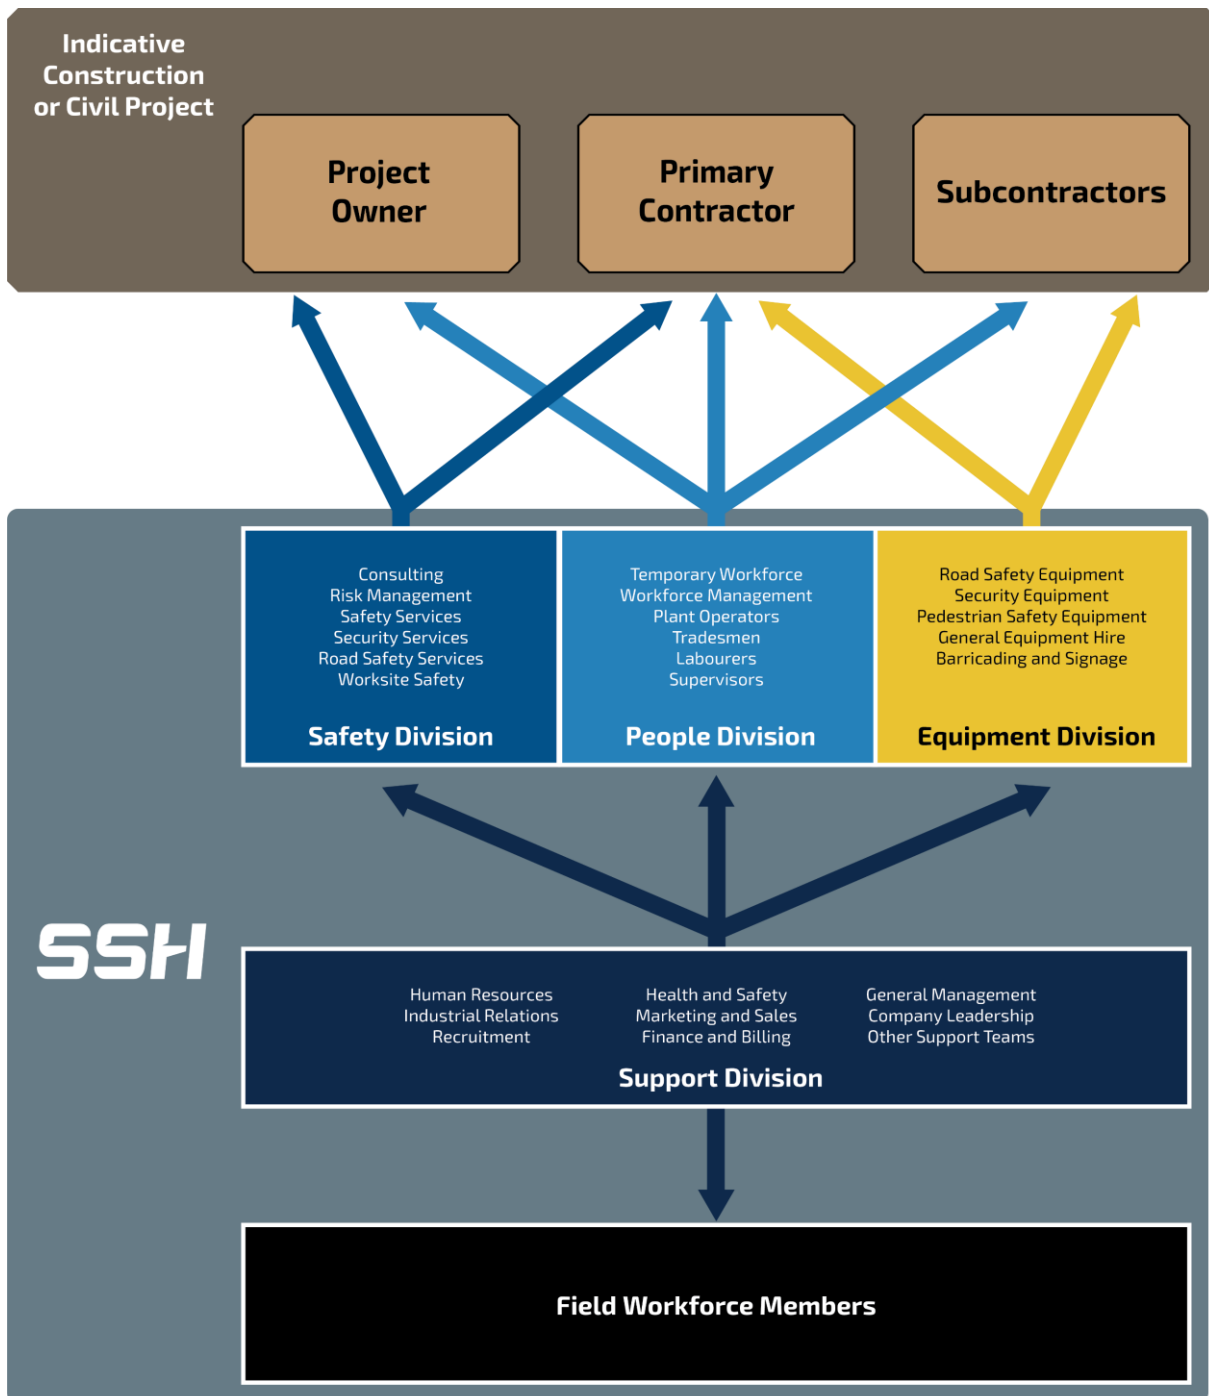 Indicative
Construction
or Civil Project
Project
Owner
Primary
Contractor
Subcontractors
Consulting
Risk Management
Safety Services
Security Services
Road Safety Services
Worksite Safety
Safety Division
Temporary Workforce
Workforce Management
Plant Operators
Tradesmen
Labourers
Supervisors
People Division
Road Safety Equipment
Security Equipment
Pedestrian Safety Equipment
General Equipment Hire
Barricading and Signage
Equipment Division
SSH
Human Resources
Industrial Relations
Recruitment
Health and Safety
Marketing and Sales
Finance and Billing
General Management
Company Leadership
Other Support Teams
Support Division
Field Workforce Members